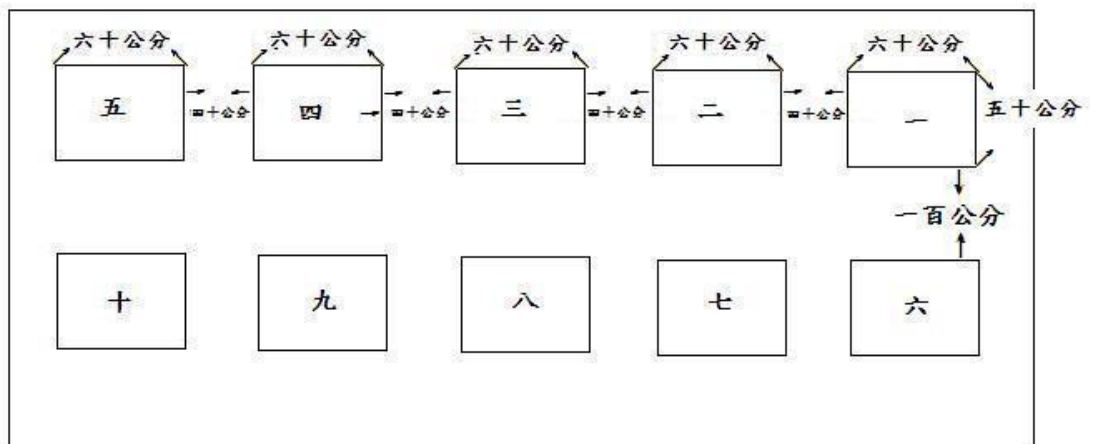 六十公分 六十公分 六十公分 六十公分 六十公分
五 四十公分 四 四十公分 三 四十公分 二 四十公分 一 五十公分
一百公分
十 九 八 七 六